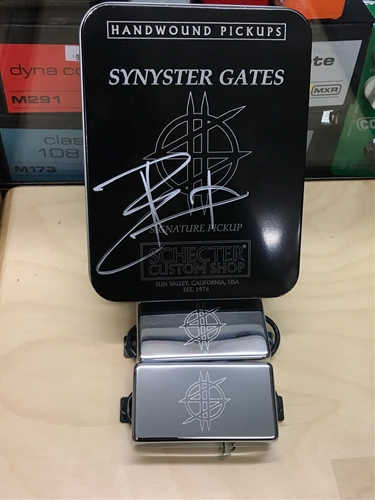 HANDWOUND PICKUPS
SYNYSTER GATES
SIGNATURE PICKUP
SCHECTER
CUSTOM SHOP
SUN VALLEY, CALIFORNIA, USA
EST. 1976
dyna co
M291
clas
108
M173
MXR